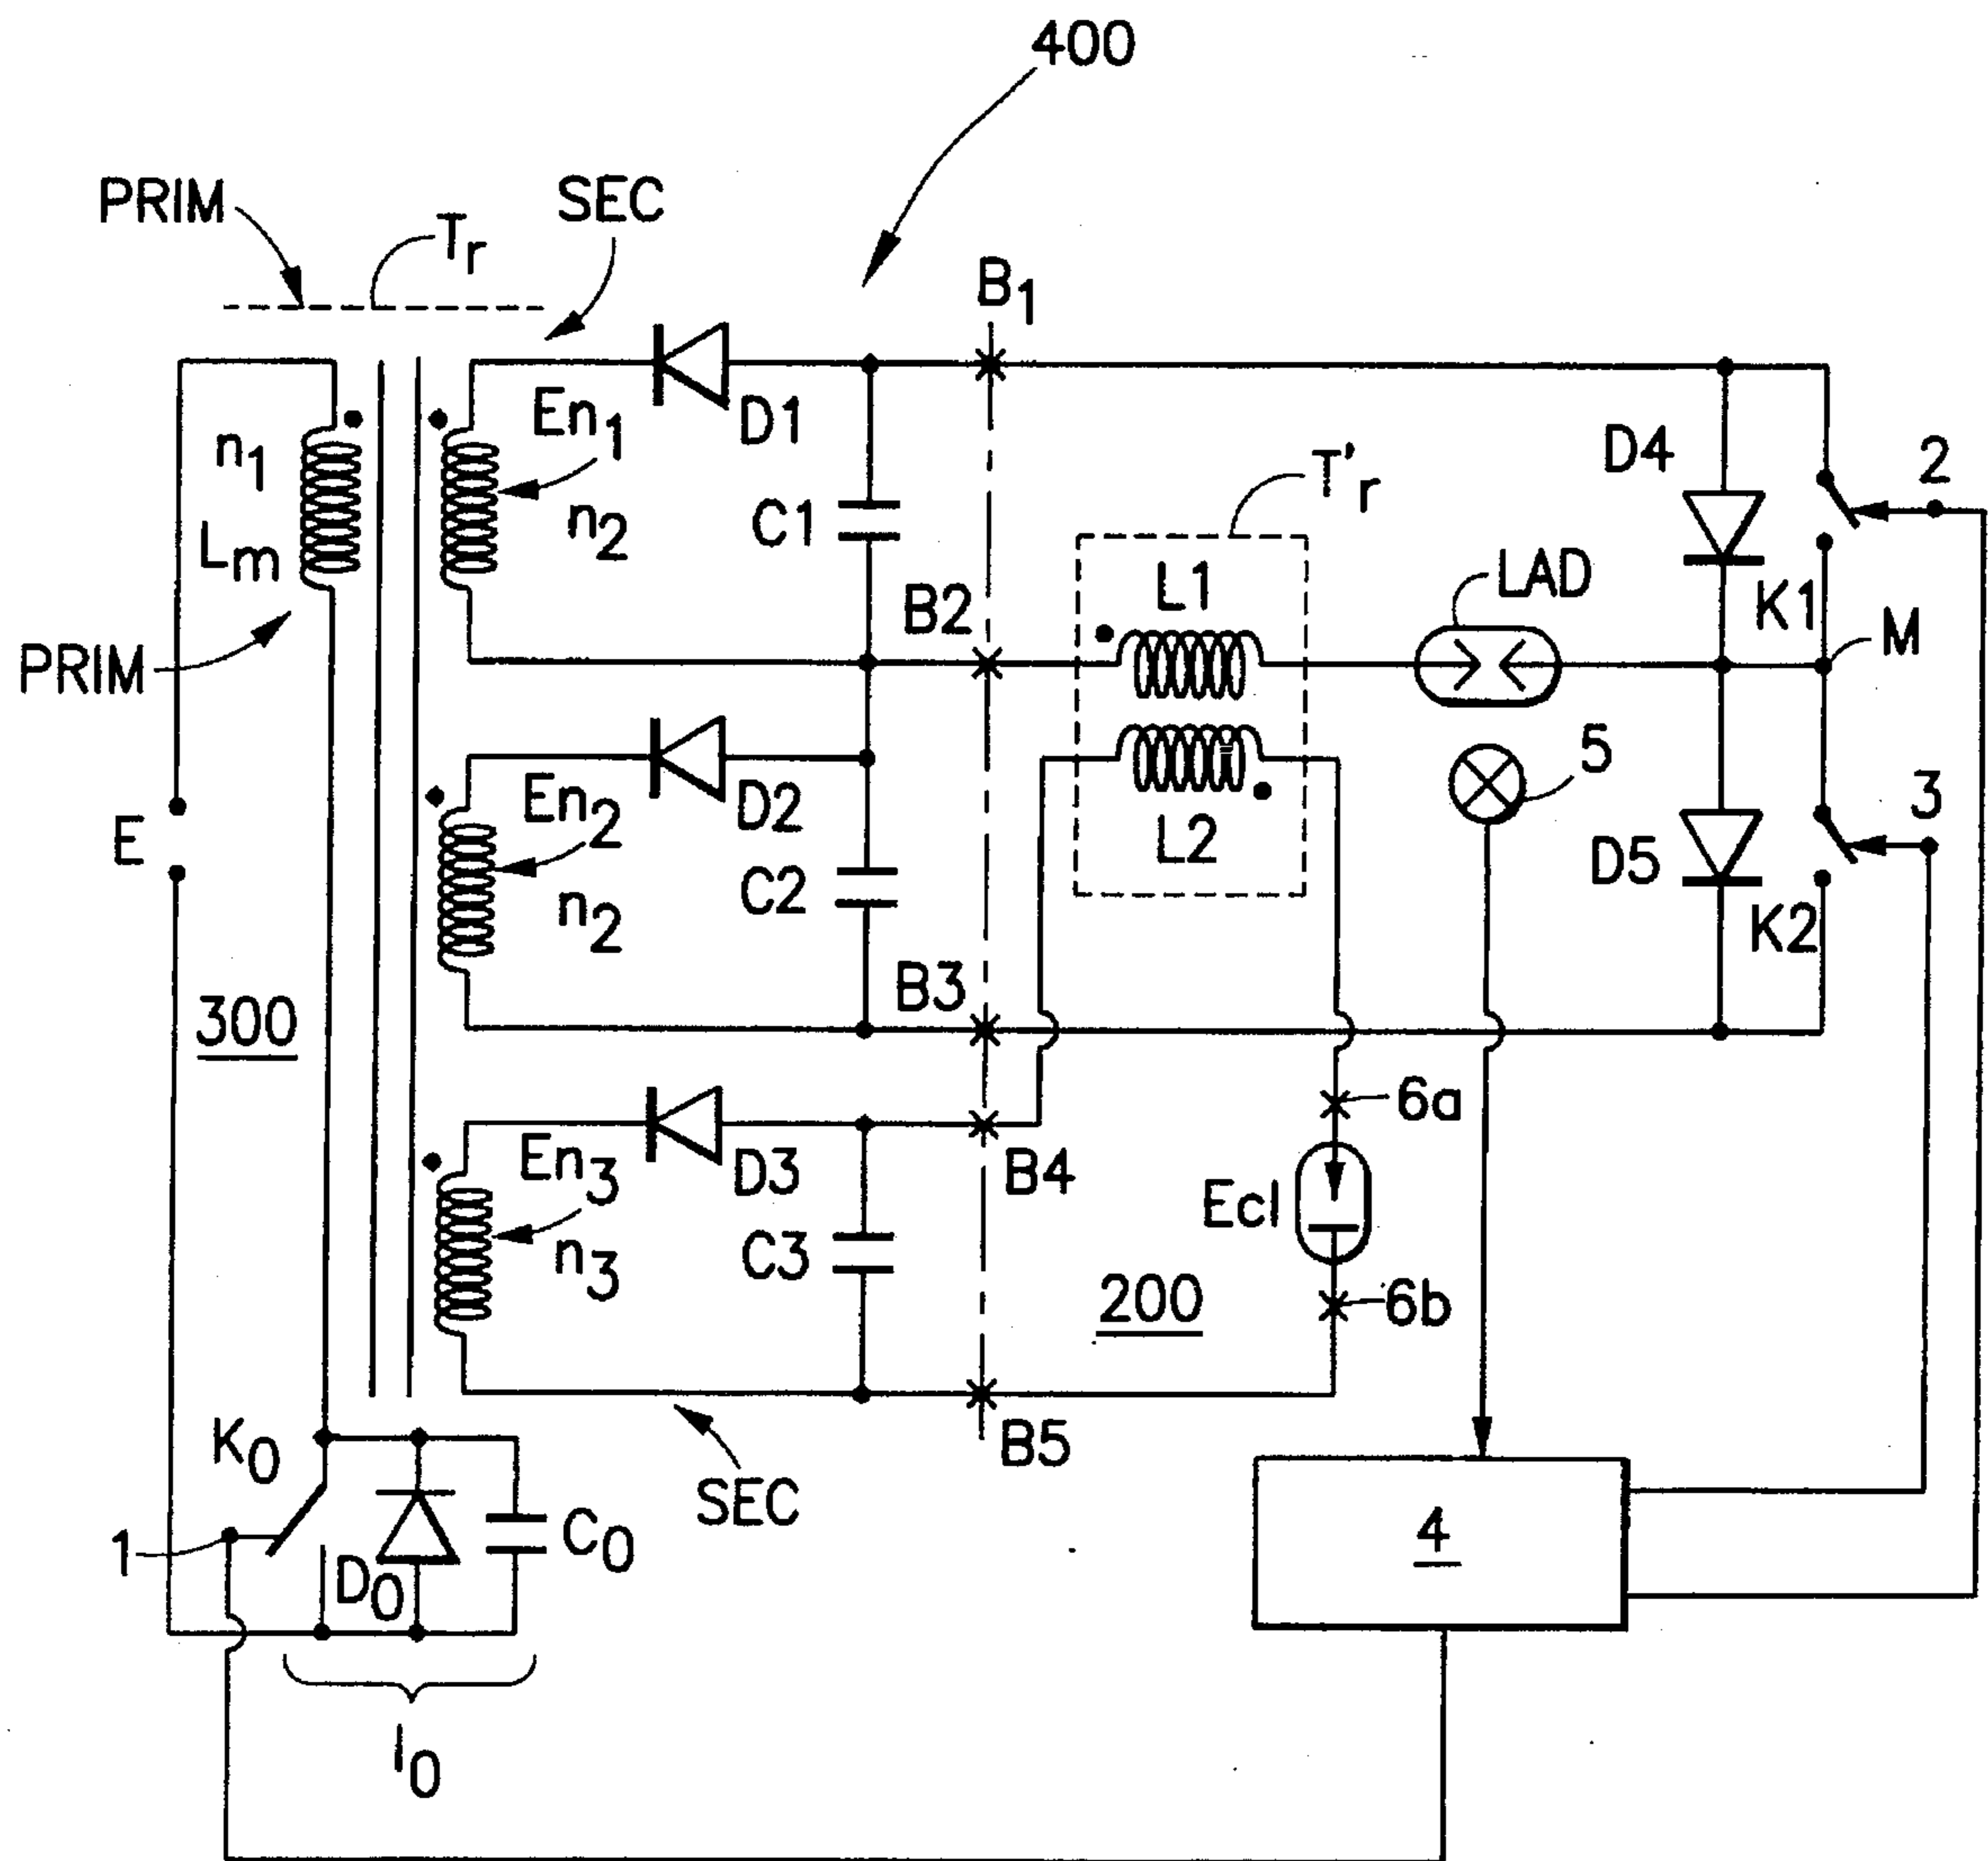 400
PRIM
SEC
Tr
B1
D1
En1
n1
n2
Lm
C1
T'r
D4
2
B2
L1
LAD
K1
M
PRIM
D2
En2
n2
C2
L2
5
3
D5
K2
E
B3
300
6a
D3
En3
n3
C3
B4
Ecl
200
6b
B5
SEC
K0
1
D0
C0
4
I0